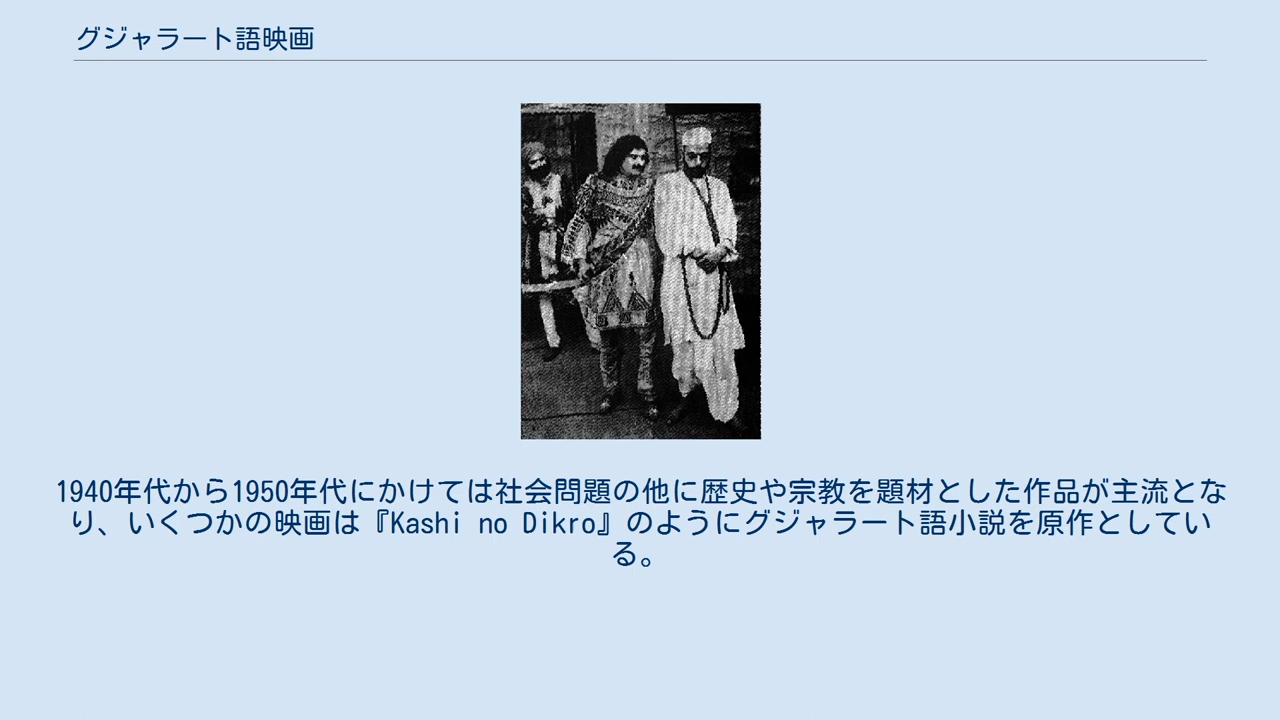 グジャラート語映画
1940年代から1950年代にかけては社会問題の他に歴史や宗教を題材とした作品が主流とな
り、いくつかの映画は『Kashi no Dikro』のようにグジャラート語小説を原作としてい
る。